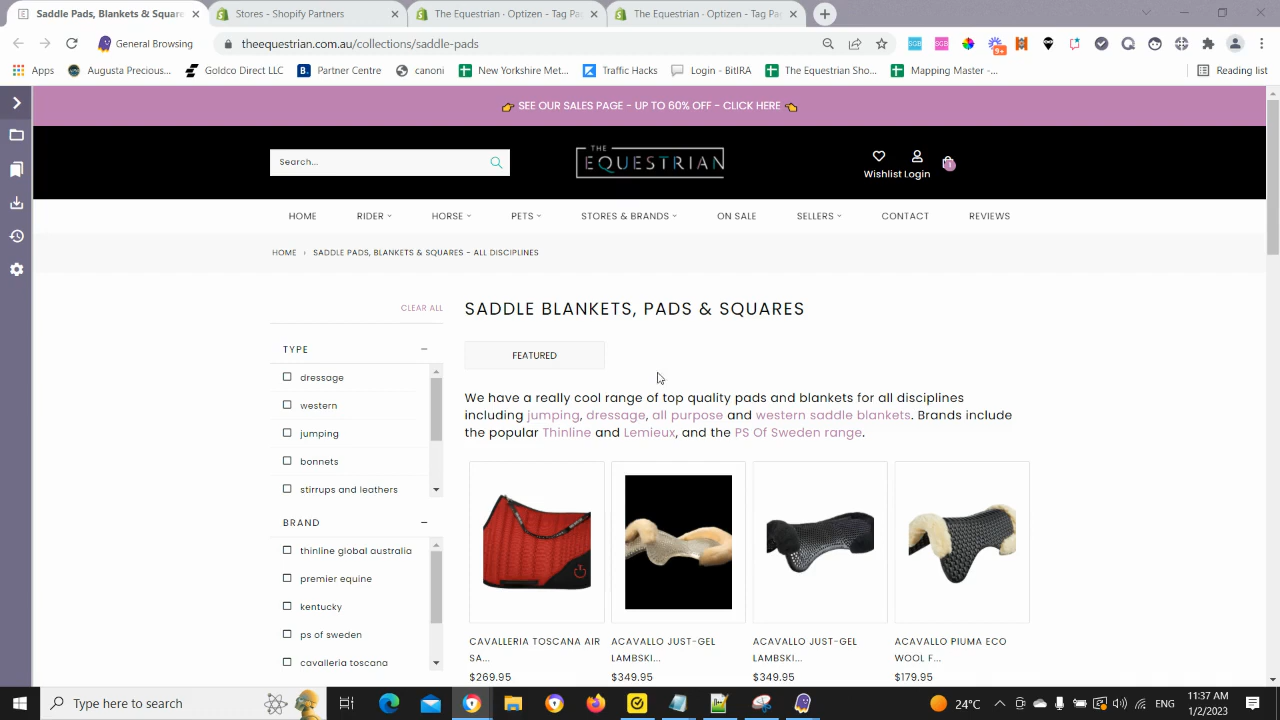 Saddle Pads, Blankets & Squares
Stores - Shopify Partners
The Equestrian - Optizen - Tag Pa
The Equestrian - Optizen - Tag Pa
General Browsing
theequestrian.com.au/collections/saddle-pads
9+
Apps
Augusta Precious...
Goldco Direct LLC
Partner Centre
canoni
New Yorkshire Met...
Traffic Hacks
Login - BitIRA
The Equestrian Sho...
Mapping Master -...
Reading list
👉 SEE OUR SALES PAGE - UP TO 60% OFF - CLICK HERE 👈
Search...
THE
EQUESTRIAN
Wishlist Login
1
HOME RIDER HORSE PETS STORES & BRANDS ON SALE SELLERS CONTACT REVIEWS
HOME › SADDLE PADS, BLANKETS & SQUARES - ALL DISCIPLINES
CLEAR ALL
TYPE −
dressage
western
jumping
bonnets
stirrups and leathers
BRAND −
thinline global australia
premier equine
kentucky
ps of sweden
cavalleria toscana
SADDLE BLANKETS, PADS & SQUARES
FEATURED
We have a really cool range of top quality pads and blankets for all disciplines
including jumping, dressage, all purpose and western saddle blankets. Brands include
the popular Thinline and Lemieux, and the PS Of Sweden range.
CAVALLERIA TOSCANA AIR
SA...
$269.95
ACAVALLO JUST-GEL
LAMBSKI...
$349.95
ACAVALLO JUST-GEL
LAMBSKI...
$349.95
ACAVALLO PIUMA ECO
WOOL F...
$179.95
Type here to search
24°C
ENG
11:37 AM
1/2/2023